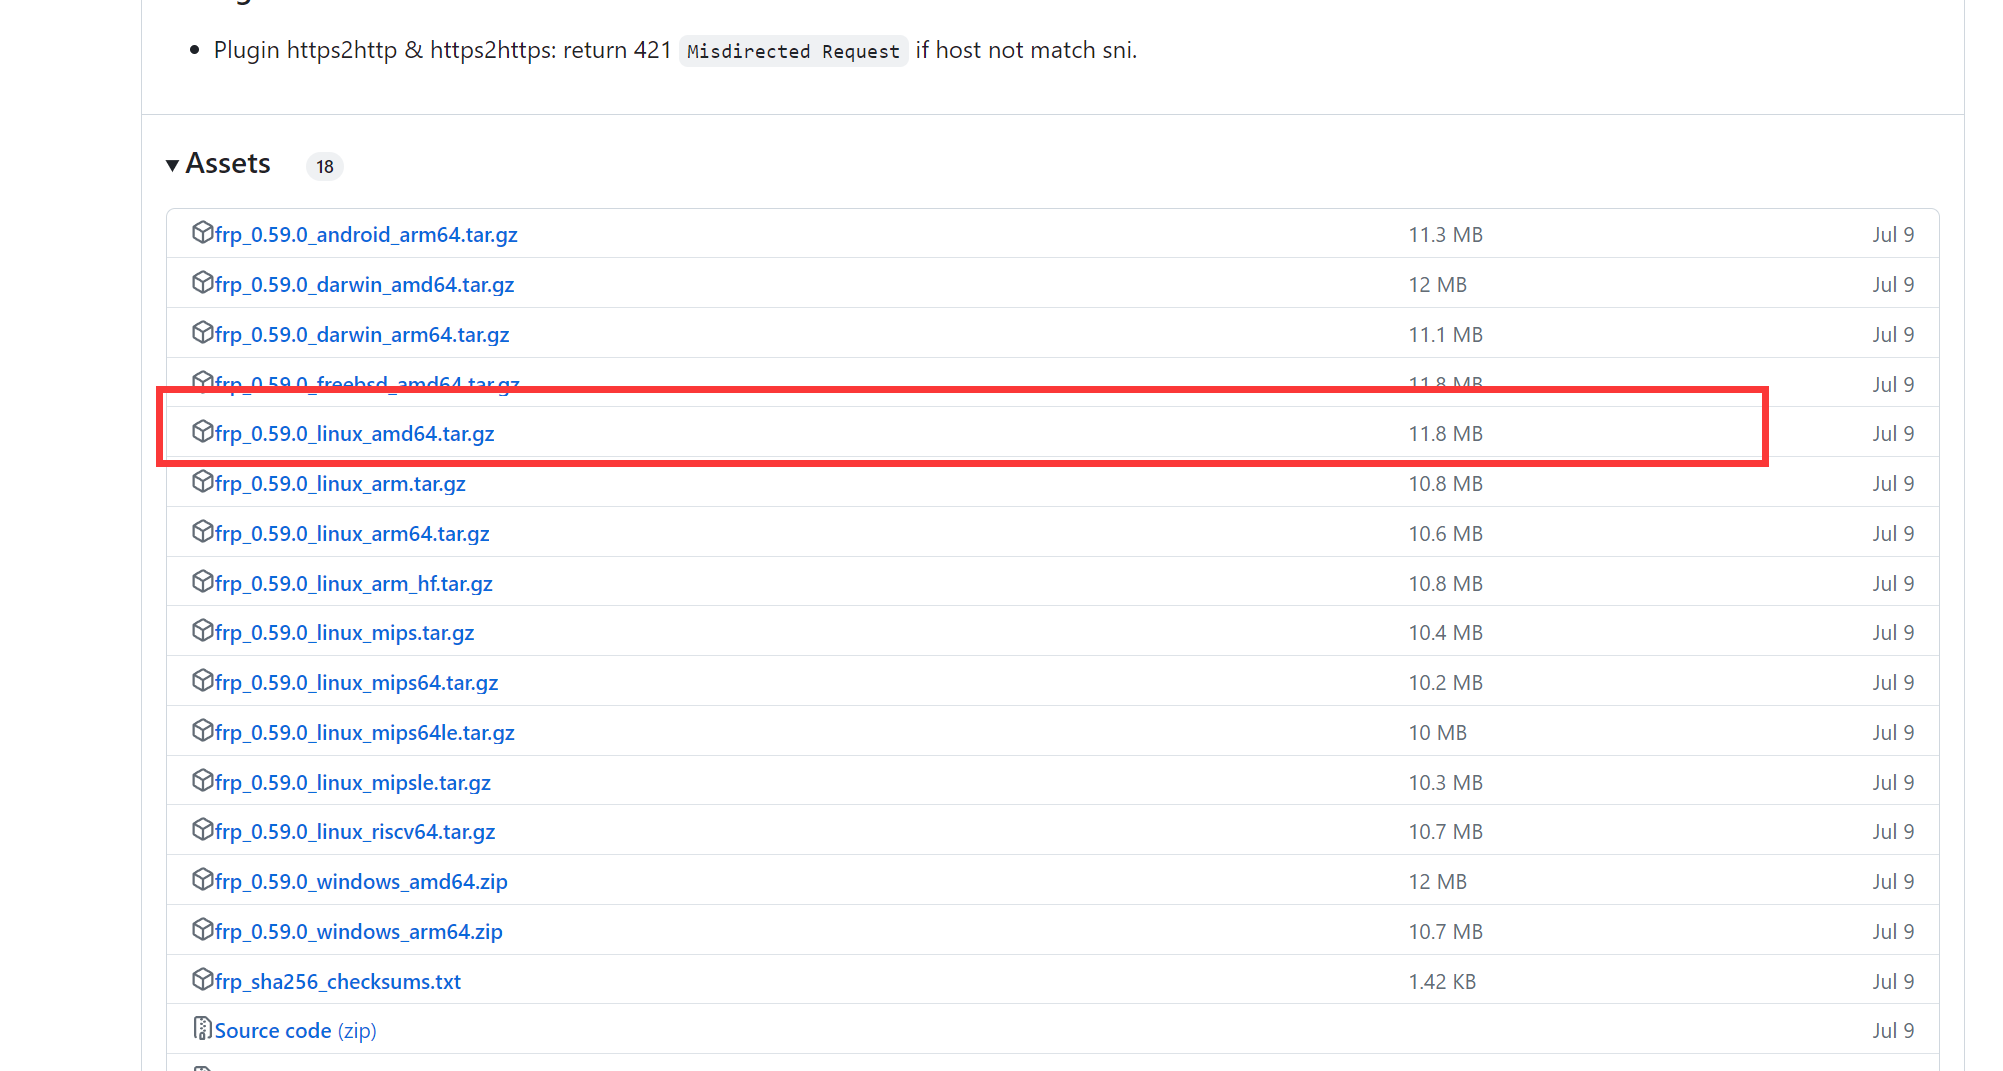 Plugin https2http & https2https: return 421 Misdirected Request if host not match sni.
Assets 18
frp_0.59.0_android_arm64.tar.gz 11.3 MB Jul 9
frp_0.59.0_darwin_amd64.tar.gz 12 MB Jul 9
frp_0.59.0_darwin_arm64.tar.gz 11.1 MB Jul 9
frp_0.59.0_freebsd_amd64.tar.gz 11.8 MB Jul 9
frp_0.59.0_linux_amd64.tar.gz 11.8 MB Jul 9
frp_0.59.0_linux_arm.tar.gz 10.8 MB Jul 9
frp_0.59.0_linux_arm64.tar.gz 10.6 MB Jul 9
frp_0.59.0_linux_arm_hf.tar.gz 10.8 MB Jul 9
frp_0.59.0_linux_mips.tar.gz 10.4 MB Jul 9
frp_0.59.0_linux_mips64.tar.gz 10.2 MB Jul 9
frp_0.59.0_linux_mips64le.tar.gz 10 MB Jul 9
frp_0.59.0_linux_mipsle.tar.gz 10.3 MB Jul 9
frp_0.59.0_linux_riscv64.tar.gz 10.7 MB Jul 9
frp_0.59.0_windows_amd64.zip 12 MB Jul 9
frp_0.59.0_windows_arm64.zip 10.7 MB Jul 9
frp_sha256_checksums.txt 1.42 KB Jul 9
Source code (zip) Jul 9